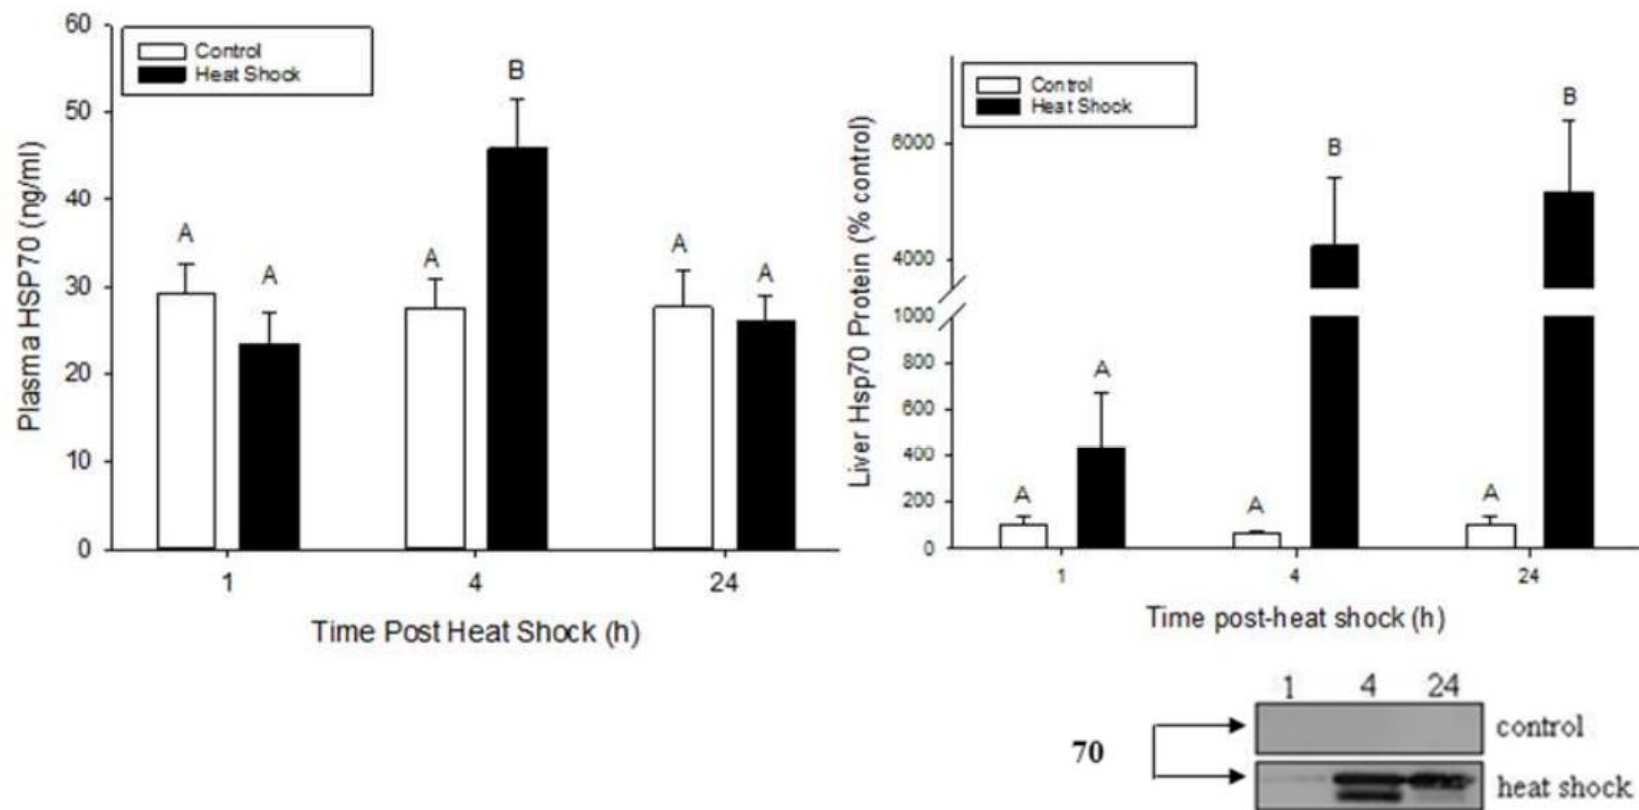 60
50
40
30
20
10
0
Plasma HSP70 (ng/ml)
Control
Heat Shock
A
A
A
B
A
A
1
4
24
Time Post Heat Shock (h)
6000
4000
1000
800
600
400
200
0
Liver Hsp70 Protein (% control)
Control
Heat Shock
A
A
A
B
A
B
1
4
24
Time post-heat shock (h)
1 4 24
70
control
heat shock